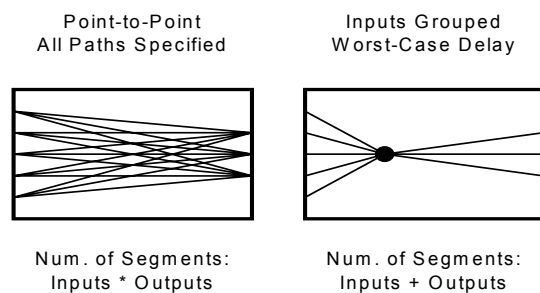 Point-to-Point
All Paths Specified
Inputs Grouped
Worst-Case Delay
Num. of Segments:
Inputs * Outputs
Num. of Segments:
Inputs + Outputs